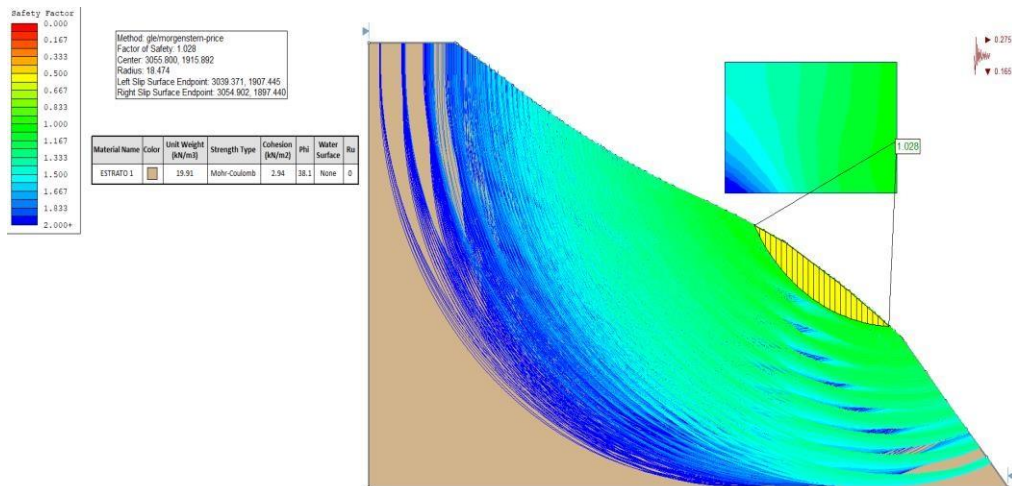 Safety Factor
0.000
0.167
0.333
0.500
0.667
0.833
1.000
1.167
1.333
1.500
1.667
1.833
2.000+
Method: gle/morgenstern-price
Factor of Safety: 1.028
Center: 3055.800, 1915.892
Radius: 18.474
Left Slip Surface Endpoint: 3039.371, 1907.445
Right Slip Surface Endpoint: 3054.902, 1897.440
Material Name Color Unit Weight (kN/m3) Strength Type Cohesion (kN/m2) Phi Water Surface Ru
ESTRATO 1 19.91 Mohr-Coulomb 2.94 38.1 None 0
0.275
0.165
1.028